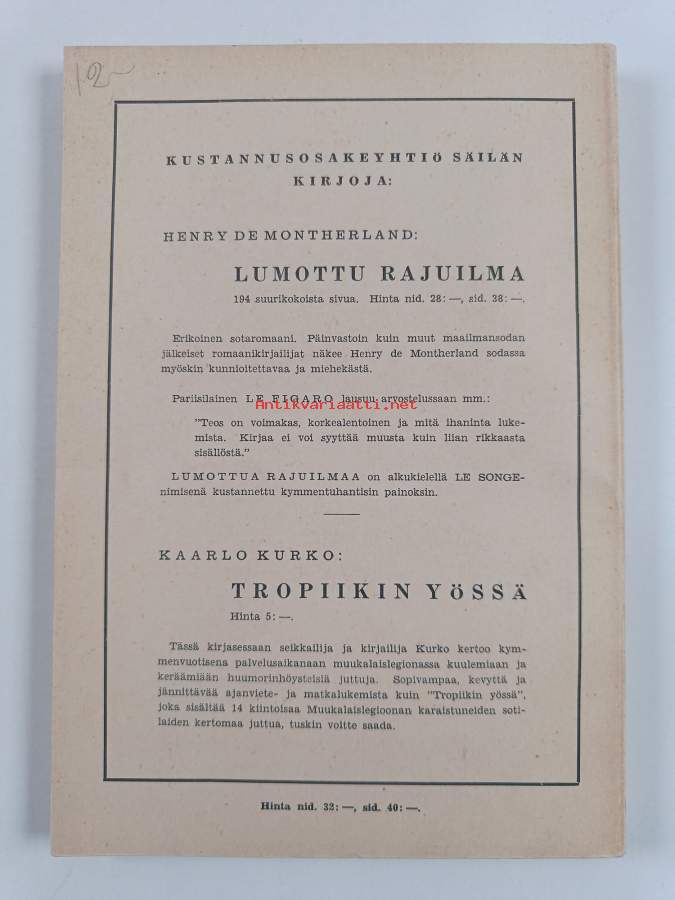 12—
KUSTANNUSOSAKEYHTIÖ SÄILÄN
KIRJOJA:
HENRY DE MONTHERLAND:
LUMOTTU RAJUILMA
194 suurikokoista sivua. Hinta nid. 28: —, sid. 38: —.
Erikoinen sotaromaani. Päinvastoin kuin muut maailmansodan
jälkeiset romaanikirjailijat näkee Henry de Montherland sodassa
myöskin kunnioitettavaa ja miehekästä.
Pariisilainen LE FIGARO lausuu arvostelussaan mm.:
Antikvariaatti.net
"Teos on voimakas, korkealentoinen ja mitä ihaninta luke-
mista. Kirjaa ei voi syyttää muusta kuin liian rikkaasta
sisällöstä."
LUMOTTUA RAJUILMAA on alkukielellä LE SONGE-
nimisenä kustannettu kymmentuhantisin painoksin.
KAARLO KURKO:
TROPIIKIN YÖSSÄ
Hinta 5: —.
Tässä kirjasessaan seikkailija ja kirjailija Kurko kertoo kym-
menvuotisena palvelusaikanaan muukalaislegionassa kuulemiaan ja
keräämiään huumorinhöysteisiä juttuja. Sopivampaa, kevyttä ja
jännittävää ajanviete- ja matkalukemista kuin "Tropiikin yössä",
joka sisältää 14 kiintoisaa Muukalaislegioonan karaistuneiden soti-
laiden kertomaa juttua, tuskin voitte saada.
Hinta nid. 32: —, sid. 40: —.